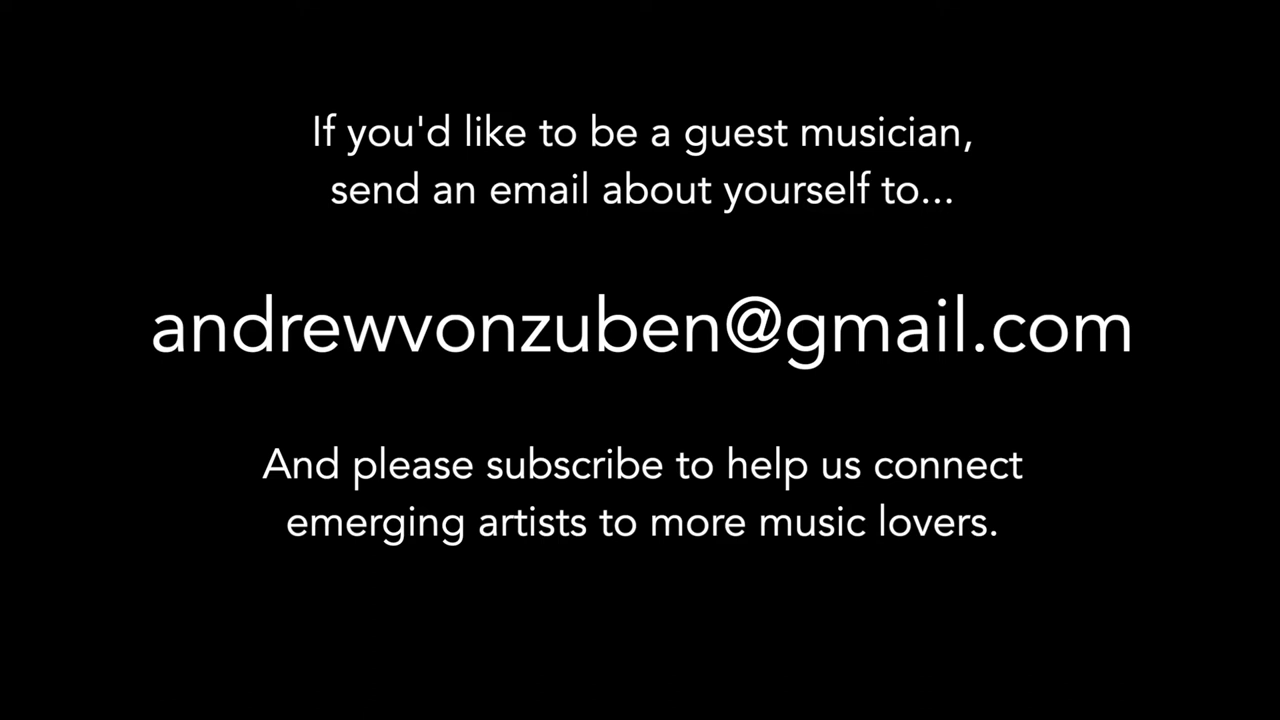 If you'd like to be a guest musician,
send an email about yourself to...
andrewvonzuben@gmail.com
And please subscribe to help us connect
emerging artists to more music lovers.